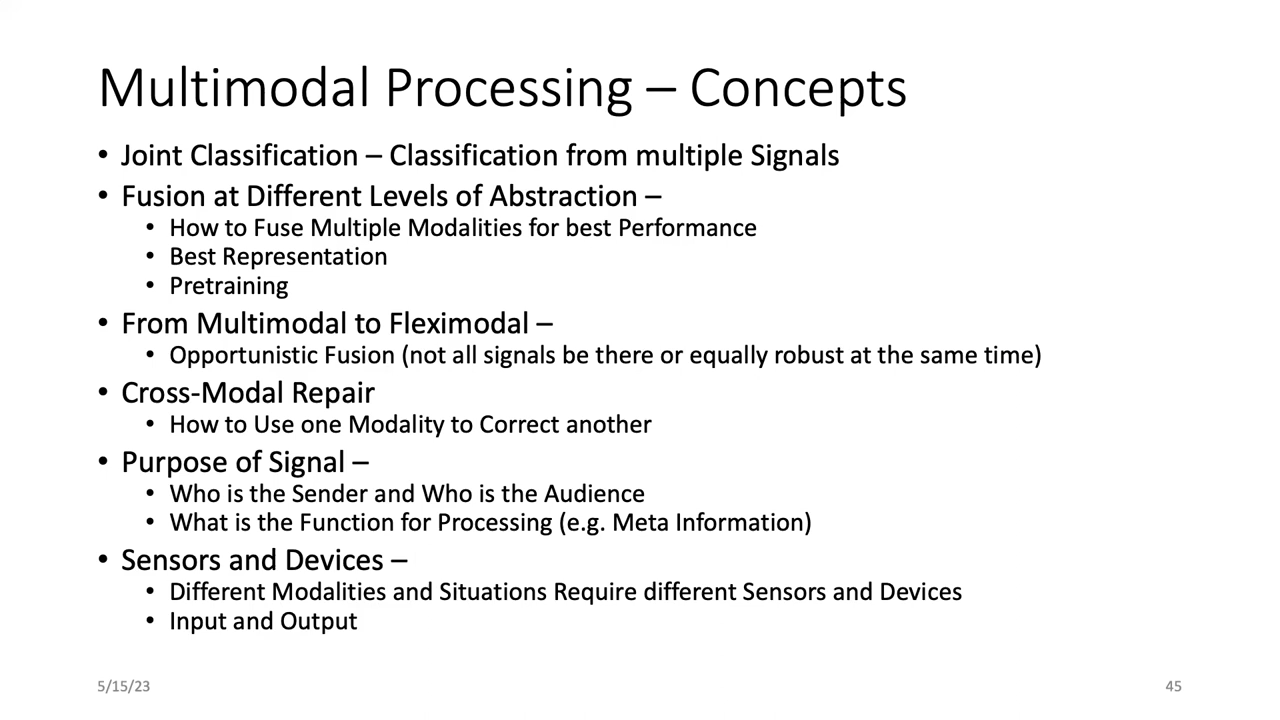 Multimodal Processing – Concepts
• Joint Classification – Classification from multiple Signals
• Fusion at Different Levels of Abstraction –
• How to Fuse Multiple Modalities for best Performance
• Best Representation
• Pretraining
• From Multimodal to Fleximodal –
• Opportunistic Fusion (not all signals be there or equally robust at the same time)
• Cross-Modal Repair
• How to Use one Modality to Correct another
• Purpose of Signal –
• Who is the Sender and Who is the Audience
• What is the Function for Processing (e.g. Meta Information)
• Sensors and Devices –
• Different Modalities and Situations Require different Sensors and Devices
• Input and Output
5/15/23
45